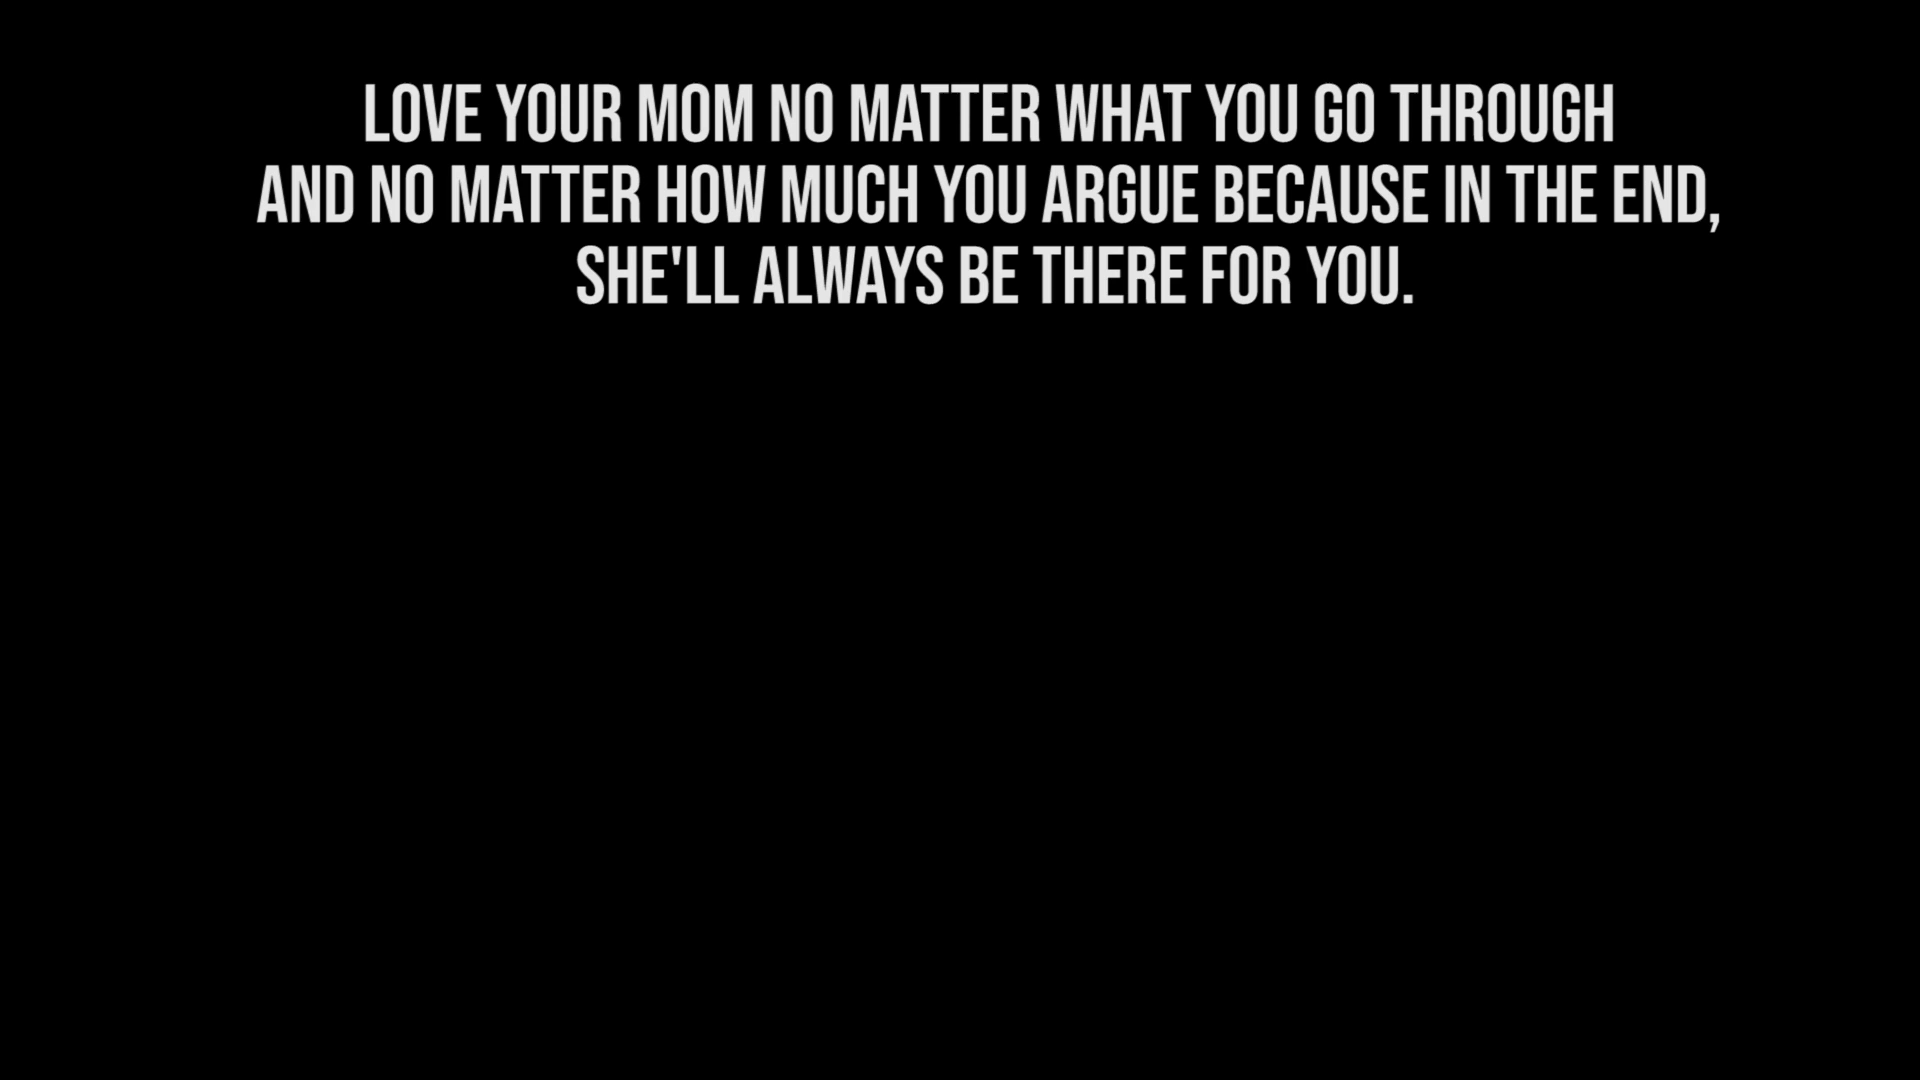 LOVE YOUR MOM NO MATTER WHAT YOU GO THROUGH
AND NO MATTER HOW MUCH YOU ARGUE BECAUSE IN THE END,
SHE'LL ALWAYS BE THERE FOR YOU.